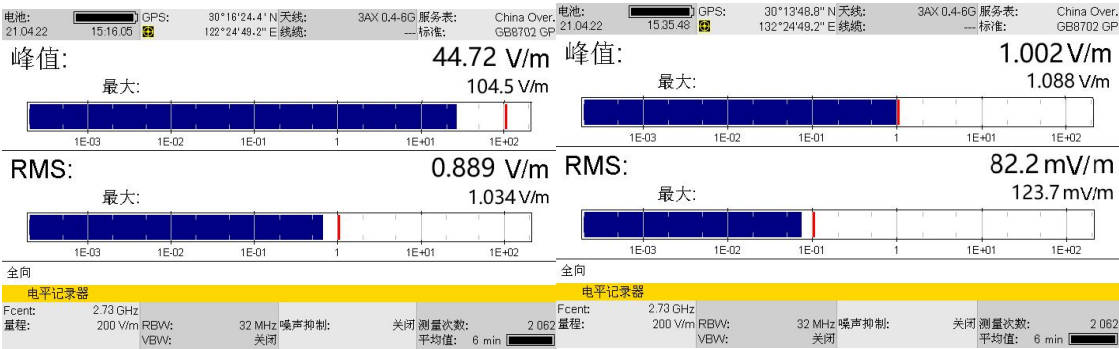 电池: GPS: 30°16'24.4" N 天线: 3AX 0.4-6G 服务表: China Over.
21.04.22 15:16.05 122°24'49.2" E 线缆: --- 标准: GB8702 GP
峰值: 44.72 V/m
最大: 104.5 V/m
1E-03 1E-02 1E-01 1 1E+01 1E+02
RMS: 0.889 V/m
最大: 1.034 V/m
1E-03 1E-02 1E-01 1 1E+01 1E+02
全向
电平记录器
Fcent: 2.73 GHz
量程: 200 V/m RBW: 32 MHz 噪声抑制: 关闭 测量次数: 2 062
VBW: 关闭 平均值: 6 min
电池: GPS: 30°13'48.8" N 天线: 3AX 0.4-6G 服务表: China Over.
21.04.22 15.35.48 132°24'49.2" E 线缆: --- 标准: GB8702 GP
峰值: 1.002 V/m
最大: 1.088 V/m
1E-03 1E-02 1E-01 1 1E+01 1E+02
RMS: 82.2 mV/m
最大: 123.7 mV/m
1E-03 1E-02 1E-01 1 1E+01 1E+02
全向
电平记录器
Fcent: 2.73 GHz
量程: 200 V/m RBW: 32 MHz 噪声抑制: 关闭 测量次数: 2 062
VBW: 关闭 平均值: 6 min